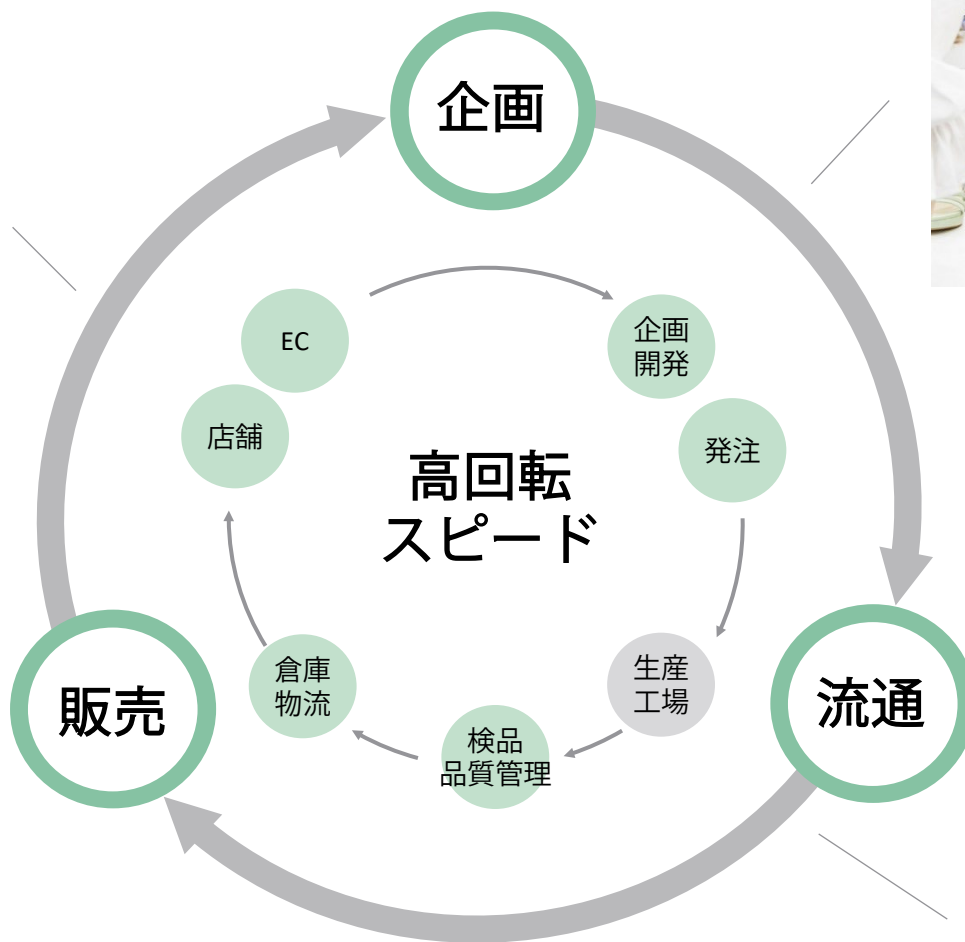 企画
EC
企画
開発
店舗
発注
高回転
スピード
倉庫
物流
生産
工場
検品
品質管理
販売
流通